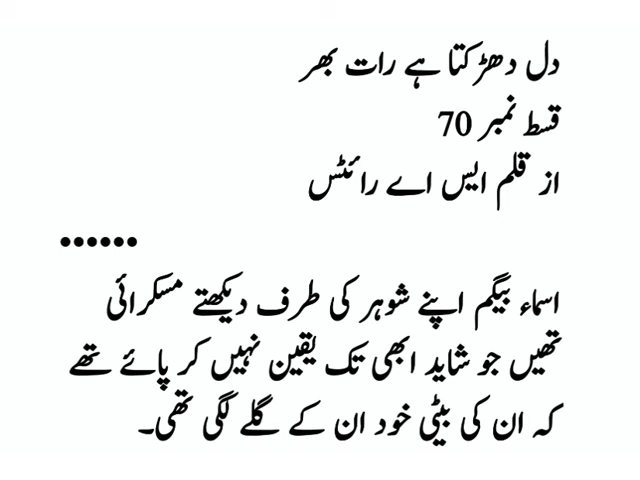 دل دھڑکتا ہے رات بھر
قسط نمبر 70
از قلم ایس اے رائٹس
......
اسماء بیگم اپنے شوہر کی طرف دیکھتے مسکرائی
تھیں جو شاید ابھی تک یقین نہیں کر پائے تھے
کہ ان کی بیٹی خود ان کے گلے لگی تھی۔